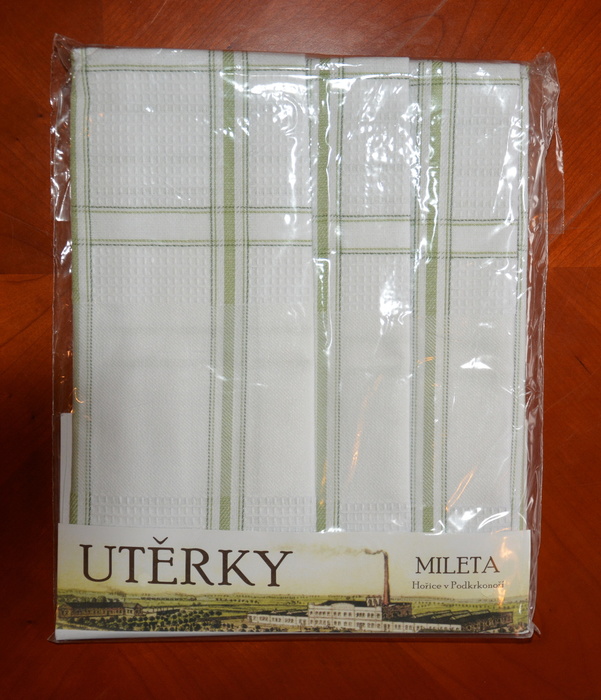 UTĚRKY
MILETA
Hořice v Podkrkonoší